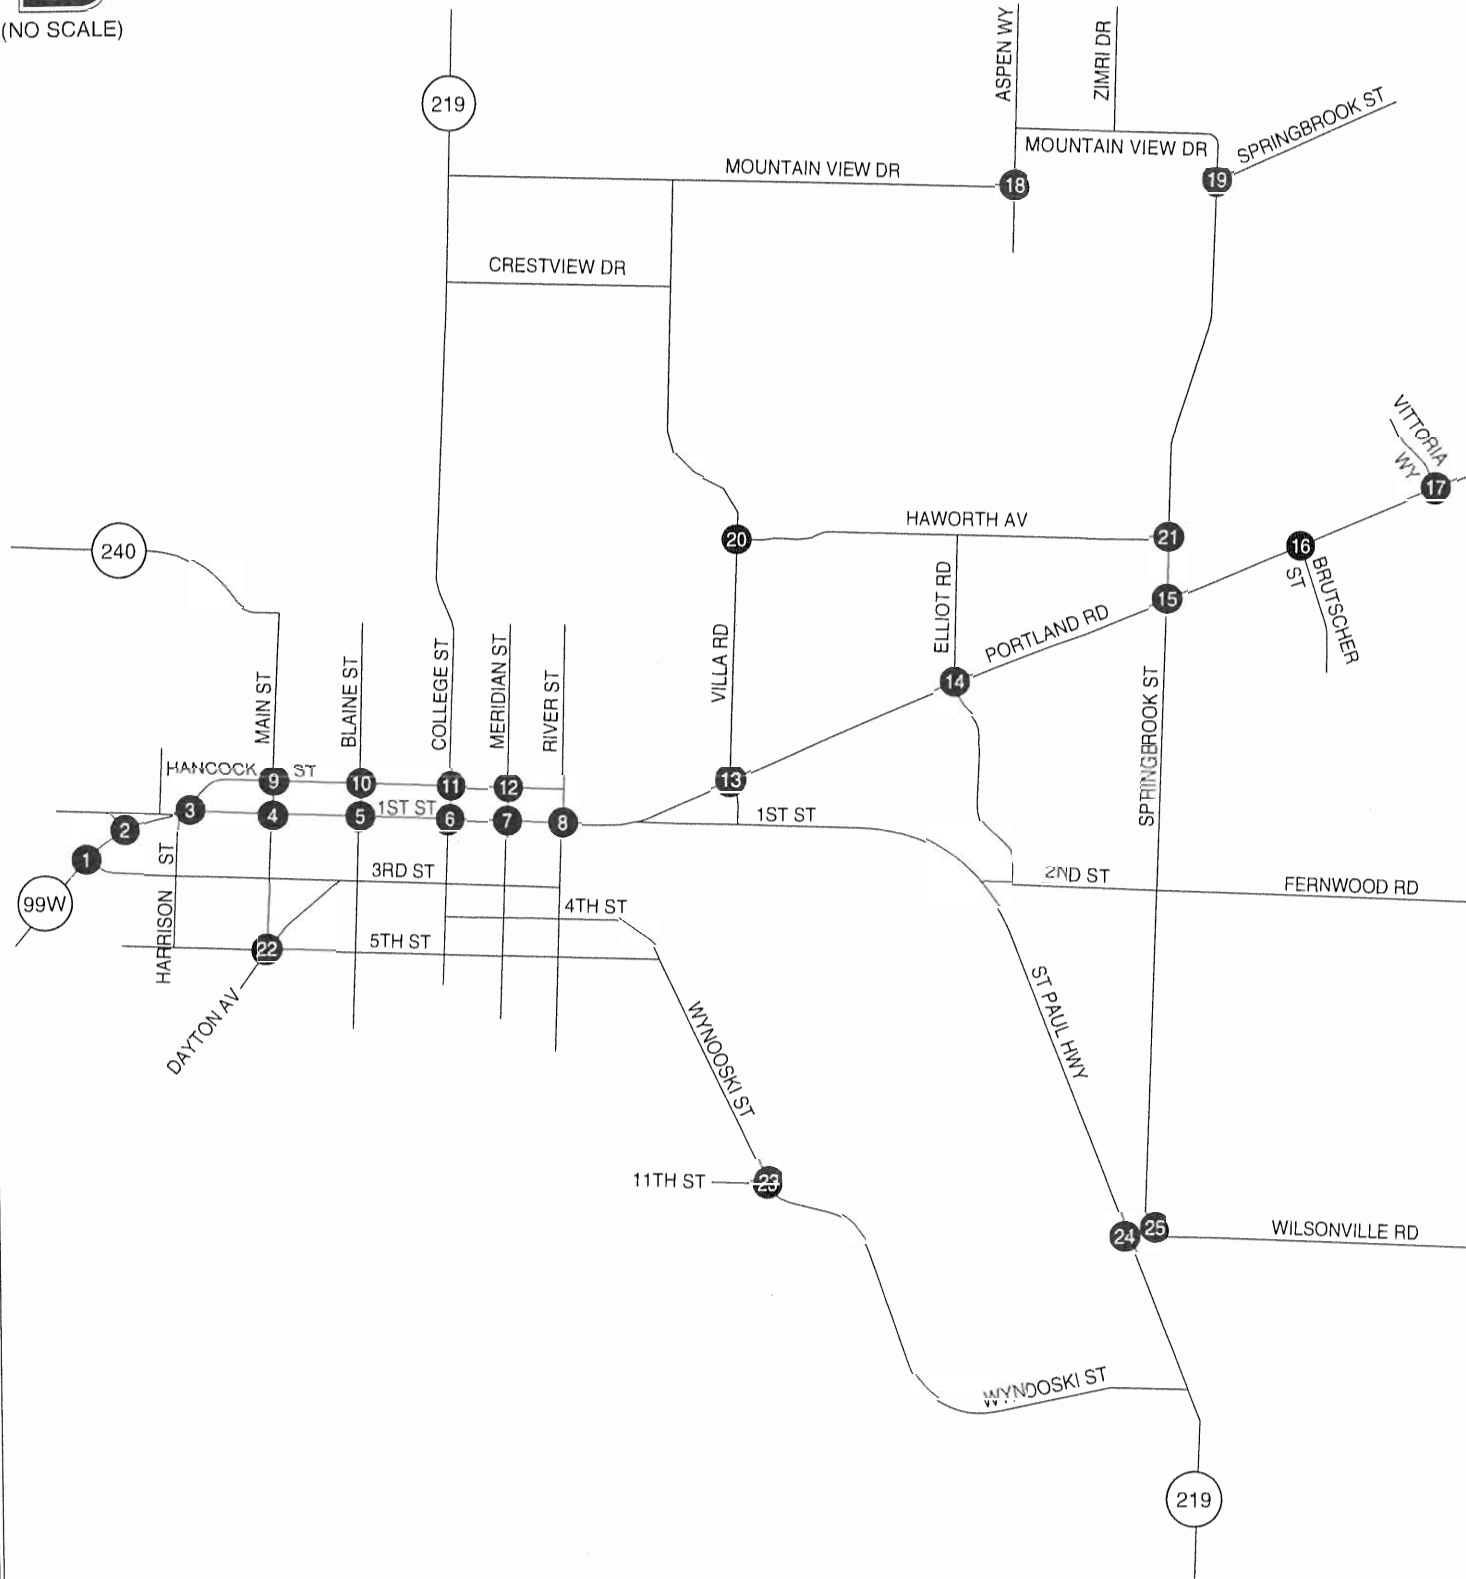 (NO SCALE)
219
ASPEN WY
ZIMRI DR
MOUNTAIN VIEW DR
SPRINGBROOK ST
MOUNTAIN VIEW DR
18
19
CRESTVIEW DR
VITTORIA
WY
17
HAWORTH AV
20
21
16
240
BRUTSCHER
ST
ELLIOT RD
15
PORTLAND RD
VILLA RD
14
SPRINGBROOK ST
MAIN ST
BLAINE ST
COLLEGE ST
MERIDIAN ST
RIVER ST
HANCOCK ST
9
10
11
12
13
3
4
5
1ST ST
6
7
8
1ST ST
2
1
HARRISON ST
3RD ST
2ND ST
FERNWOOD RD
99W
4TH ST
5TH ST
22
DAYTON AV
WYNOOSKI ST
ST PAUL HWY
11TH ST
23
24
25
WILSONVILLE RD
WYNOOSKI ST
219